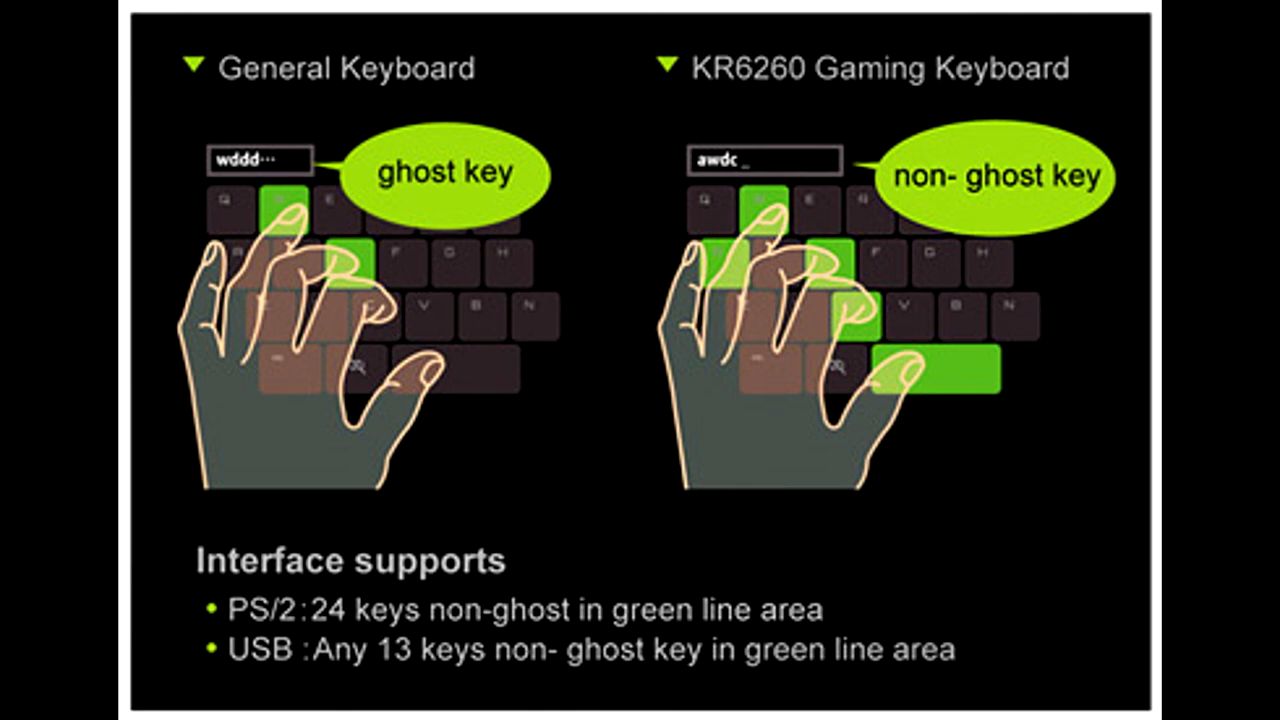 General Keyboard
KR6260 Gaming Keyboard
wddd···
ghost key
awdc _
non- ghost key
Q E
Q E R
A F G H
F G H
C V B N
V B N
Interface supports
• PS/2:24 keys non-ghost in green line area
• USB :Any 13 keys non- ghost key in green line area